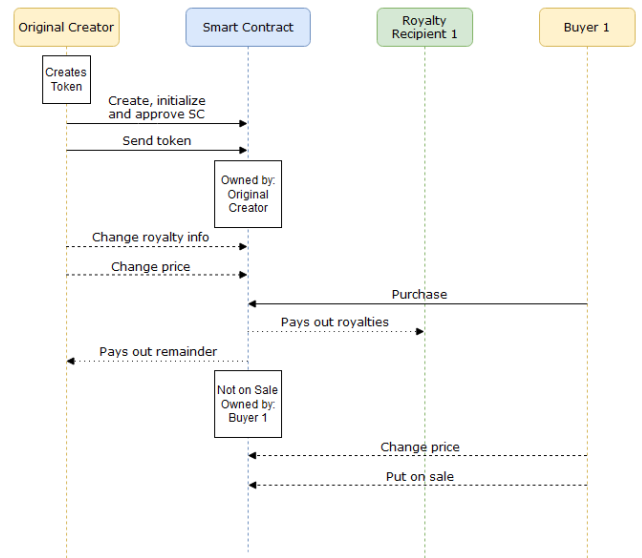 Original Creator
Smart Contract
Royalty
Recipient 1
Buyer 1
Creates
Token
Create, initialize
and approve SC
Send token
Owned by:
Original
Creator
Change royalty info
Change price
Purchase
Pays out royalties
Pays out remainder
Not on Sale
Owned by:
Buyer 1
Change price
Put on sale